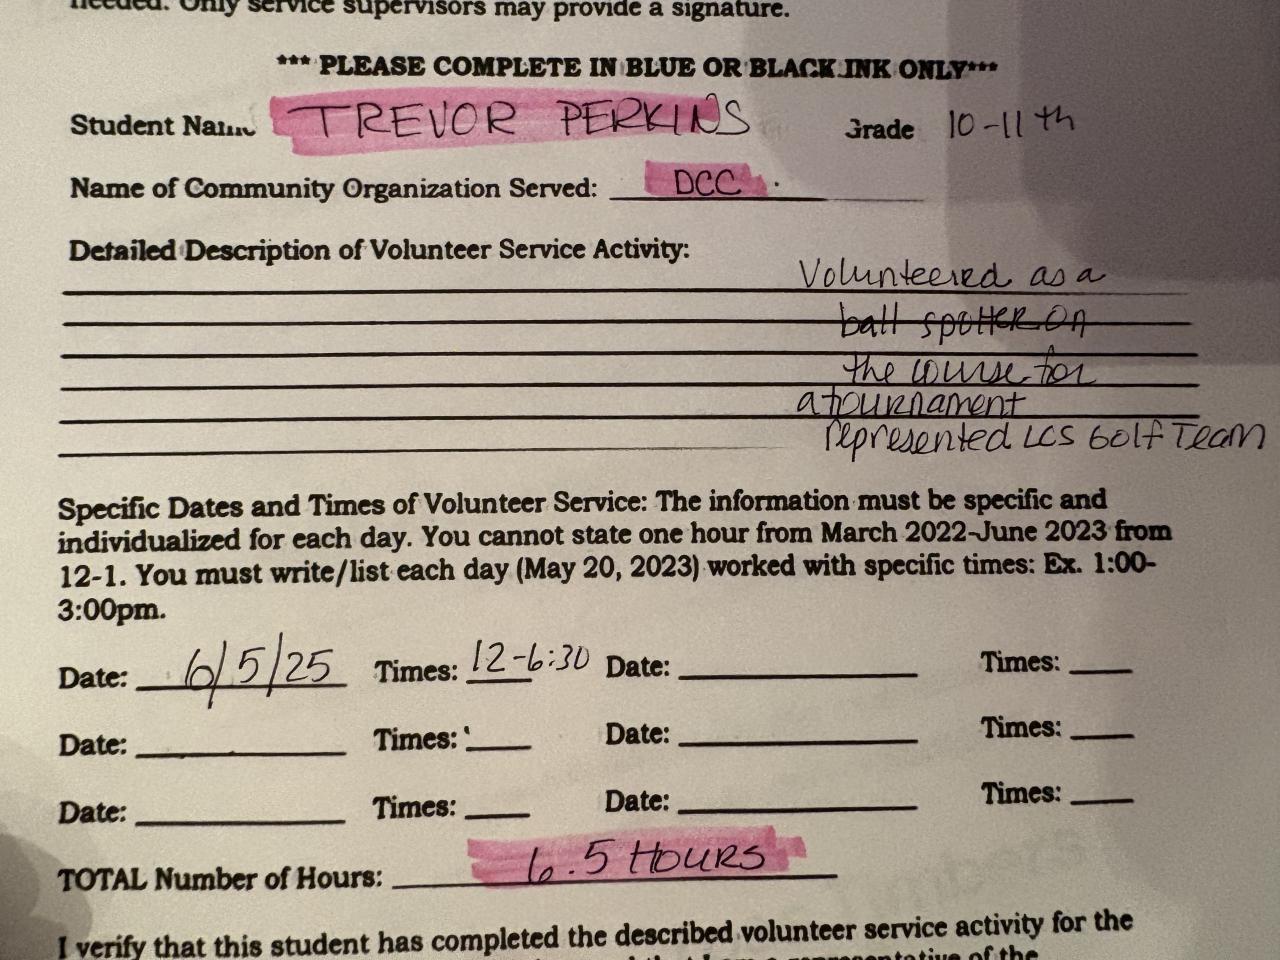 needed. Only service supervisors may provide a signature.
*** PLEASE COMPLETE IN BLUE OR BLACK INK ONLY***
Student Name TREVOR PERKINS Grade 10-11th
Name of Community Organization Served: DCC
Detailed Description of Volunteer Service Activity:
Volunteered as a
ball spotter on
the course for
a tournament
represented LCS Golf Team
Specific Dates and Times of Volunteer Service: The information must be specific and
individualized for each day. You cannot state one hour from March 2022-June 2023 from
12-1. You must write/list each day (May 20, 2023) worked with specific times: Ex. 1:00-
3:00pm.
Date: 6/5/25 Times: 12-6:30 Date: Times:
Date: Times: Date: Times:
Date: Times: Date: Times:
TOTAL Number of Hours: 6.5 HOURS
I verify that this student has completed the described volunteer service activity for the
representative of the